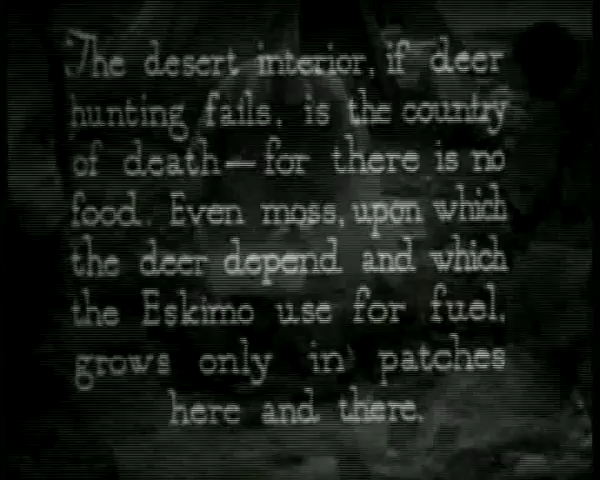 The desert interior, if deer
hunting fails, is the country
of death—for there is no
food. Even moss, upon which
the deer depend and which
the Eskimo use for fuel,
grows only in patches
here and there.